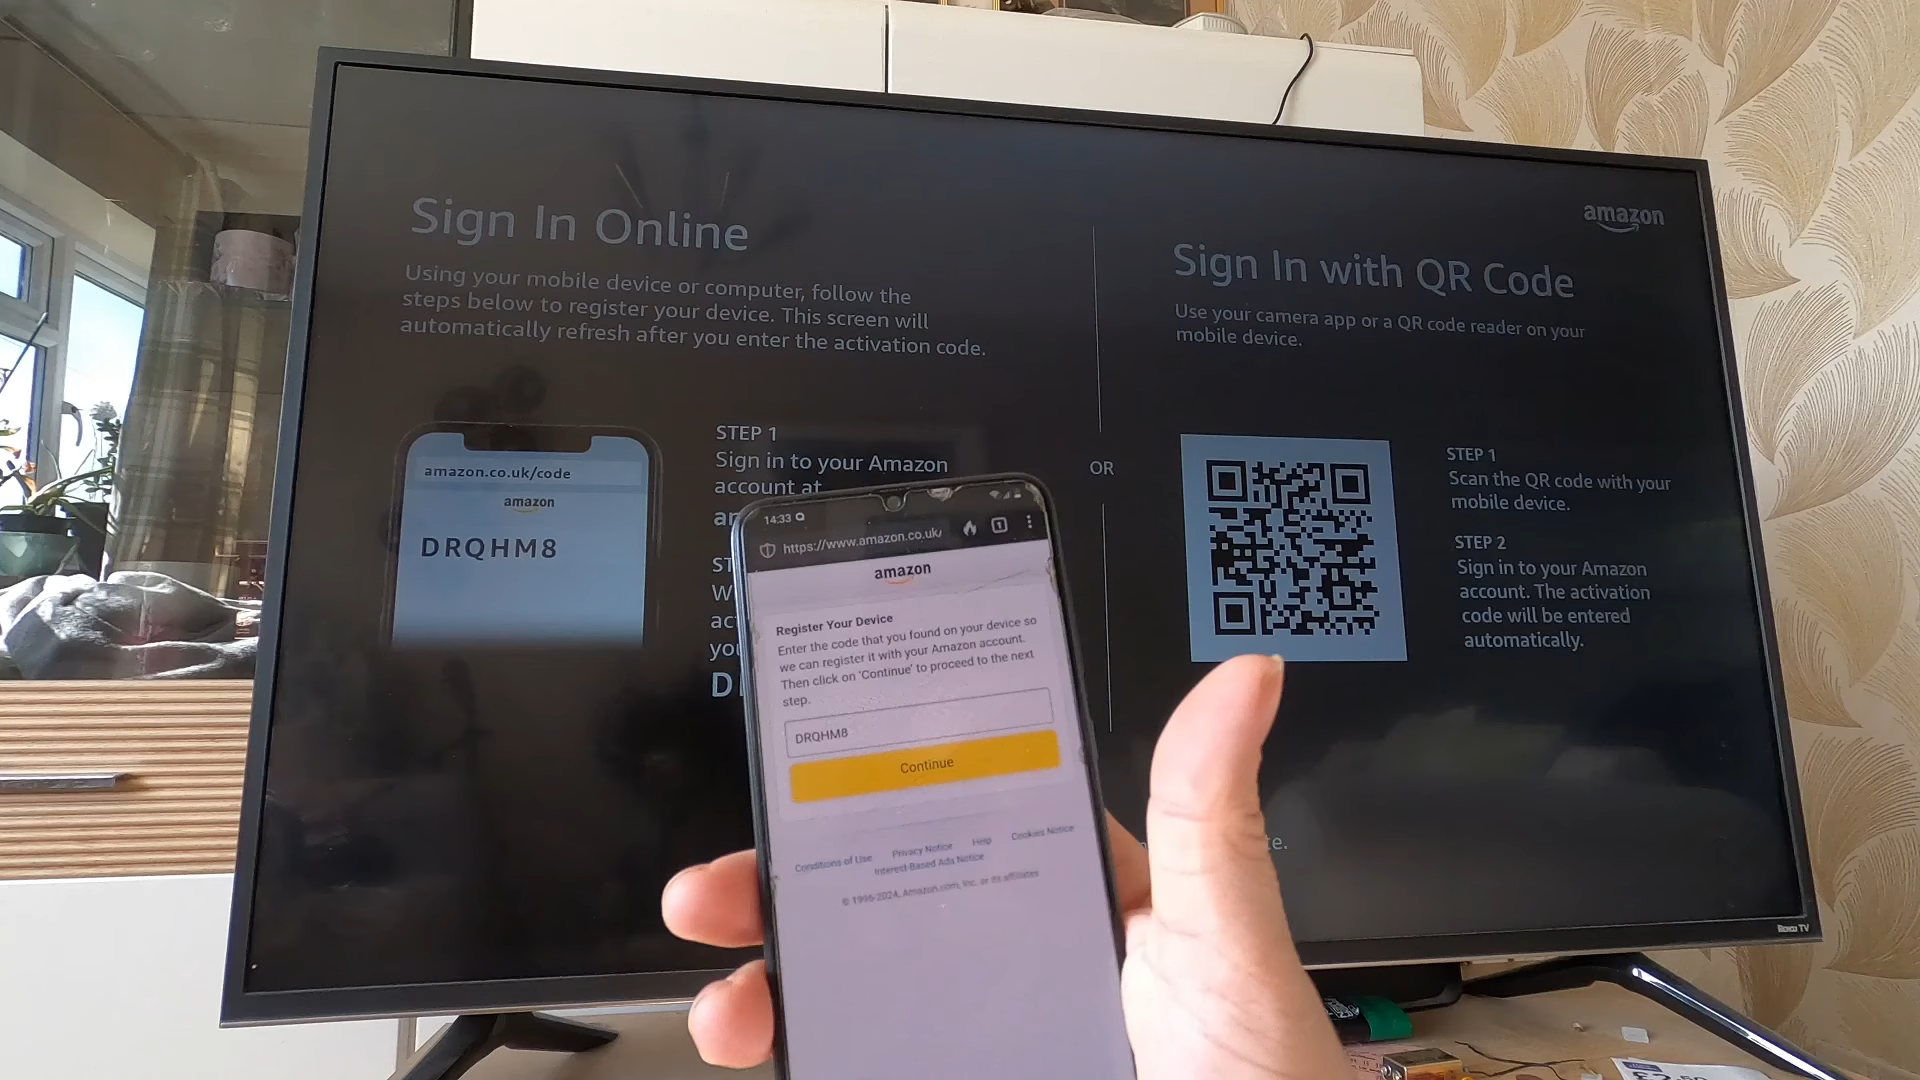 Sign In Online
Using your mobile device or computer, follow the
steps below to register your device. This screen will
automatically refresh after you enter the activation code.
amazon.co.uk/code
amazon
DRQHM8
STEP 1
Sign in to your Amazon
account at
OR
amazon
Sign In with QR Code
Use your camera app or a QR code reader on your
mobile device.
STEP 1
Scan the QR code with your
mobile device.
STEP 2
Sign in to your Amazon
account. The activation
code will be entered
automatically.
Roku TV
14:33
https://www.amazon.co.uk/
1
amazon
Register Your Device
Enter the code that you found on your device so
we can register it with your Amazon account.
Then click on 'Continue' to proceed to the next
step.
DRQHM8
Continue
Conditions of Use Privacy Notice Help Cookies Notice
Interest-Based Ads Notice
© 1996-2024, Amazon.com, Inc. or its affiliates